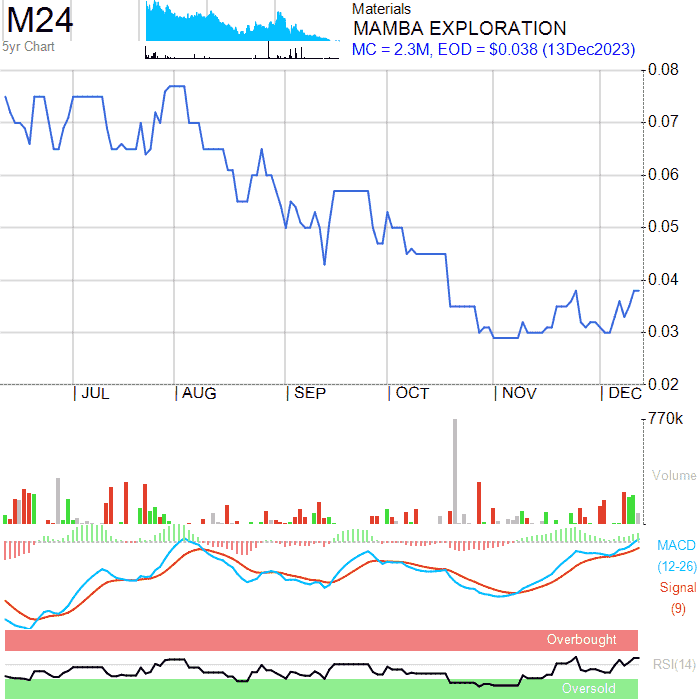 M24
5yr Chart
Materials
MAMBA EXPLORATION
MC = 2.3M, EOD = $0.038 (13Dec2023)
0.08
0.07
0.06
0.05
0.04
0.03
0.02
JUL AUG SEP OCT NOV DEC
770k
Volume
MACD
(12-26)
Signal
(9)
Overbought
RSI(14)
Oversold